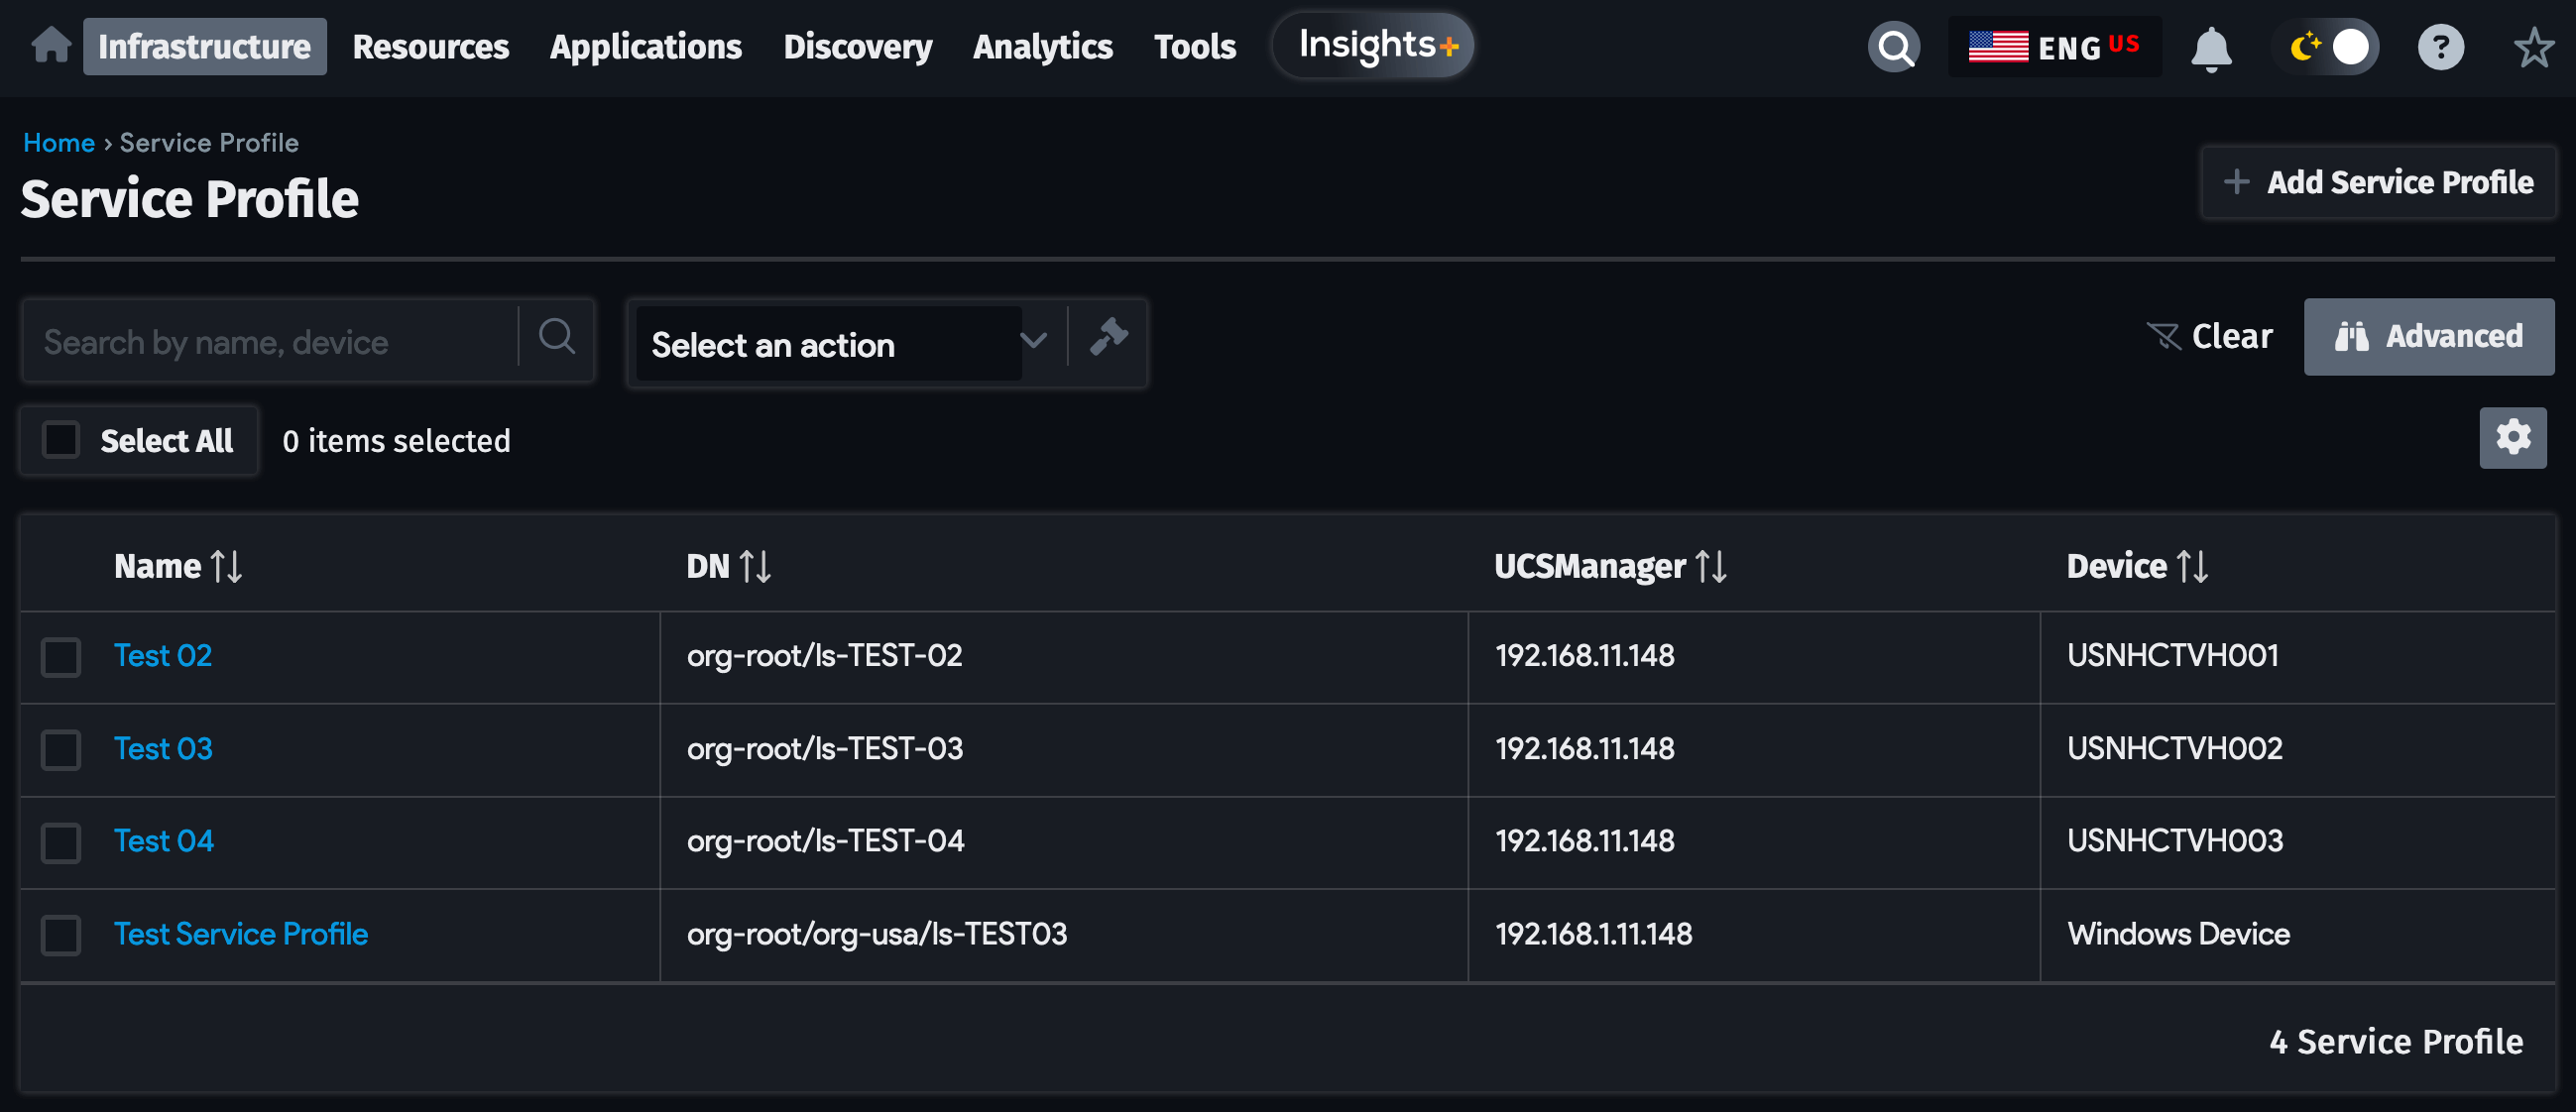 Infrastructure Resources Applications Discovery Analytics Tools Insights+ ENG US ?
Home › Service Profile
Service Profile
+ Add Service Profile
Search by name, device
Select an action
Clear
Advanced
Select All
0 items selected
Name DN UCSManager Device
Test 02 org-root/ls-TEST-02 192.168.11.148 USNHCTVH001
Test 03 org-root/ls-TEST-03 192.168.11.148 USNHCTVH002
Test 04 org-root/ls-TEST-04 192.168.11.148 USNHCTVH003
Test Service Profile org-root/org-usa/ls-TEST03 192.168.1.11.148 Windows Device
4 Service Profile